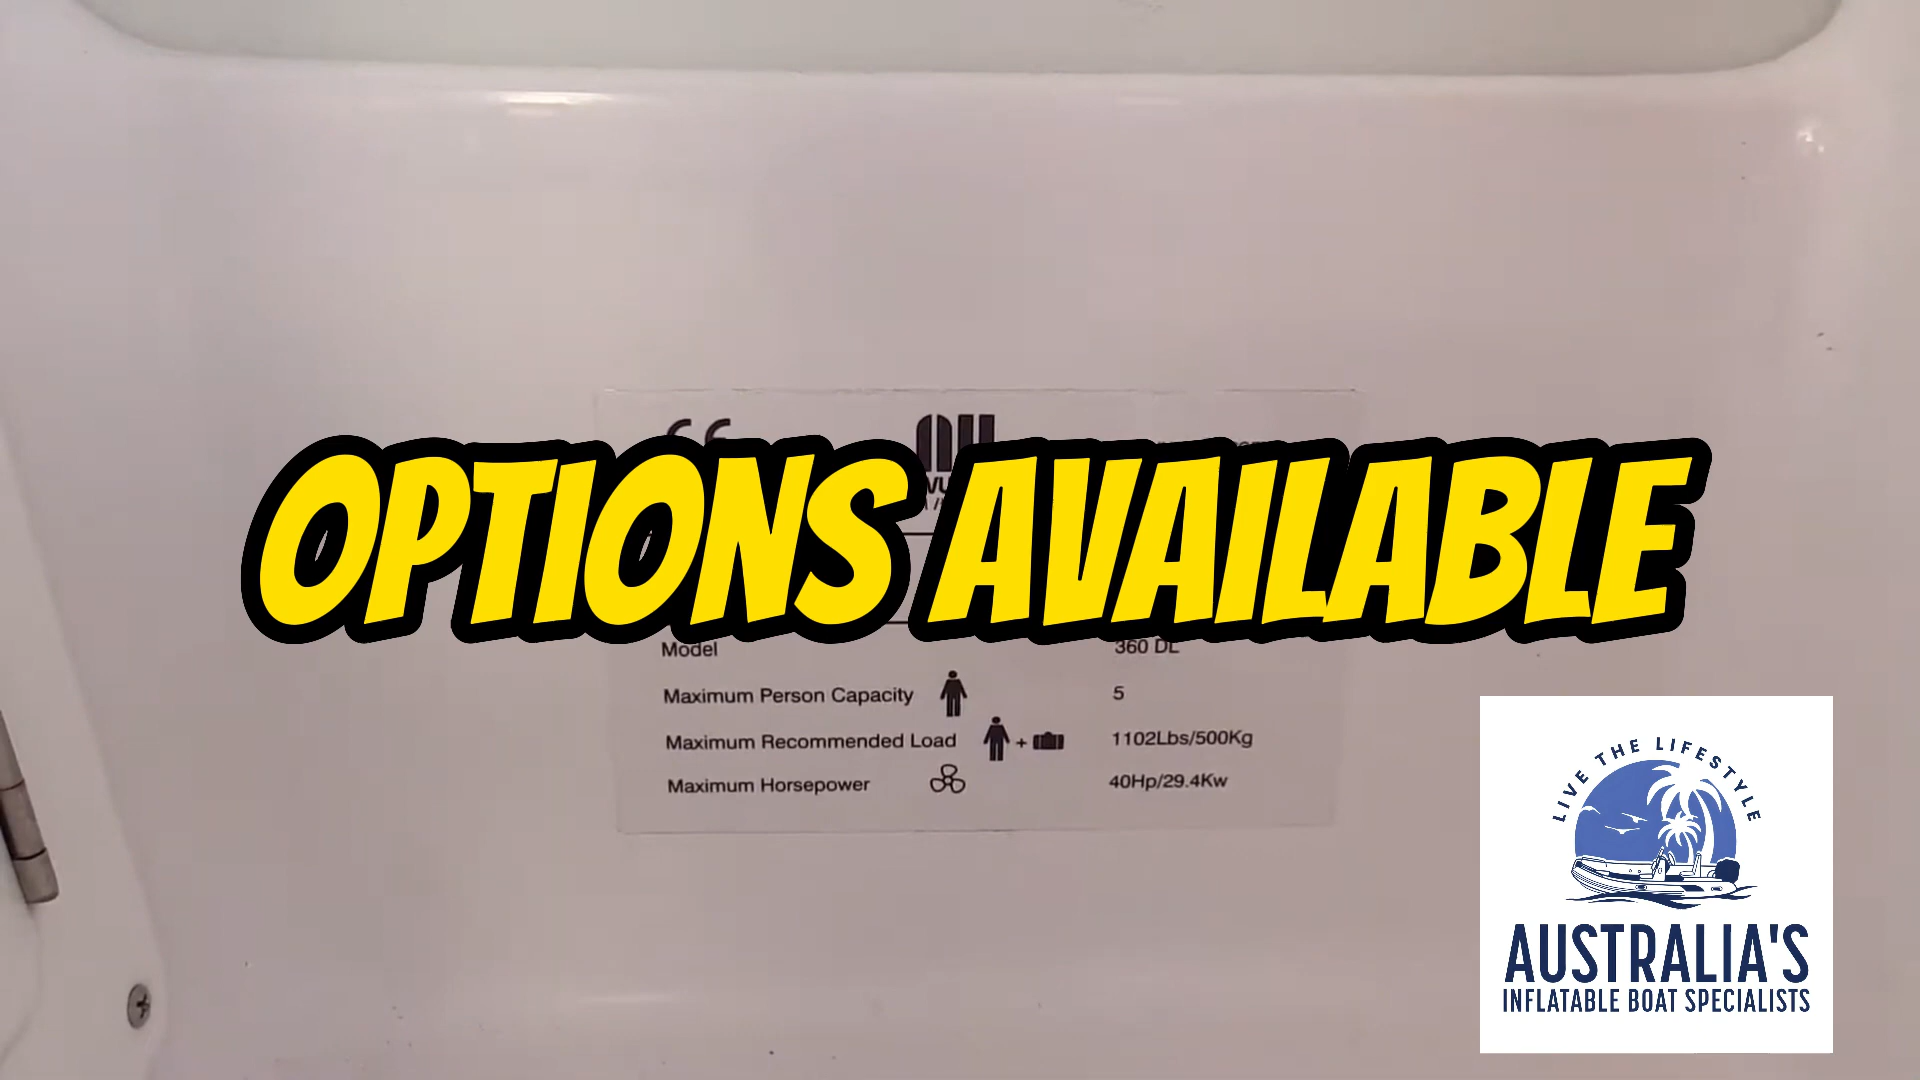 CE
OPTIONS AVAILABLE
Model 360 DL
Maximum Person Capacity 5
Maximum Recommended Load + 1102Lbs/500Kg
Maximum Horsepower 40Hp/29.4Kw
LIVE THE LIFESTYLE
AUSTRALIA'S
INFLATABLE BOAT SPECIALISTS